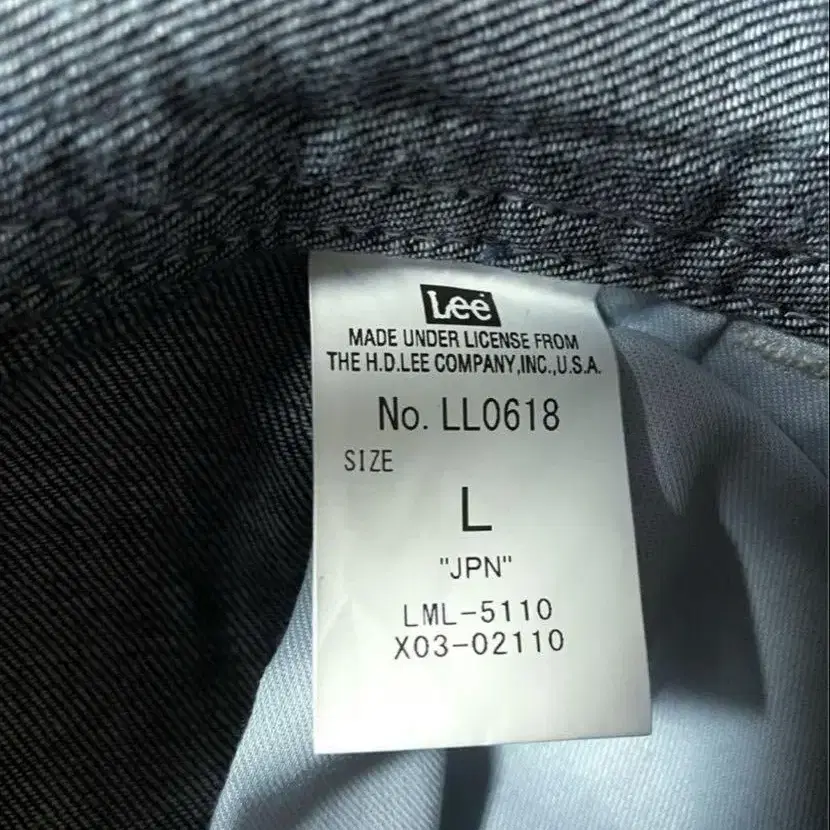 Lee
MADE UNDER LICENSE FROM
THE H.D.LEE COMPANY,INC.,U.S.A.
No. LL0618
SIZE
L
"JPN"
LML-5110
X03-02110